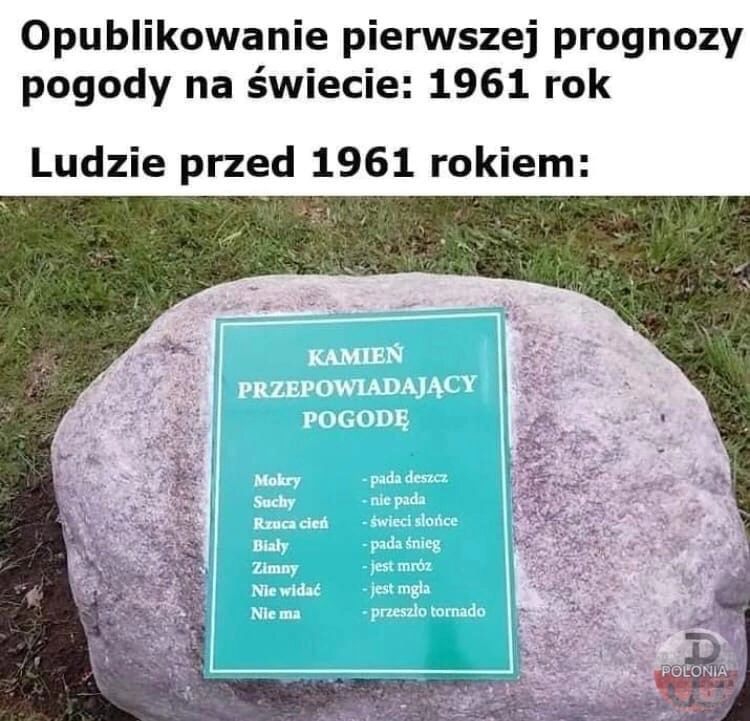 Opublikowanie pierwszej prognozy
pogody na świecie: 1961 rok
Ludzie przed 1961 rokiem:
KAMIEŃ
PRZEPOWIADAJĄCY
POGODĘ
Mokry - pada deszcz
Suchy - nie pada
Rzuca cień - świeci słońce
Biały - pada śnieg
Zimny - jest mróz
Nie widać - jest mgła
Nie ma - przeszło tornado
POLONIA